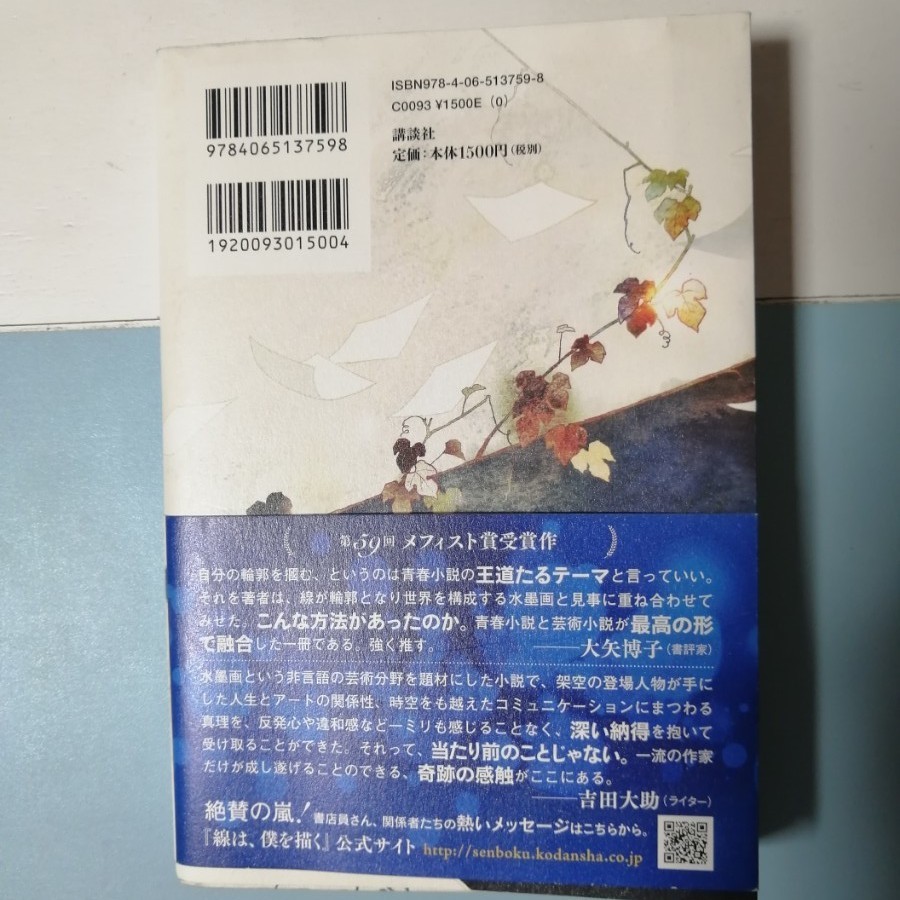 ISBN978-4-06-513759-8
C0093 ¥1500E (0)
講談社
定価:本体1500円(税別)
9784065137598
1920093015004
第59回 メフィスト賞受賞作
自分の輪郭を摑む、というのは青春小説の王道たるテーマと言っていい。
それを著者は、線が輪郭となり世界を構成する水墨画と見事に重ね合わせて
みせた。こんな方法があったのか。青春小説と芸術小説が最高の形
で融合した一冊である。強く推す。
――大矢博子(書評家)
水墨画という非言語の芸術分野を題材にした小説で、架空の登場人物が手に
した人生とアートの関係性、時空をも越えたコミュニケーションにまつわる
真理を、反発心や違和感など一ミリも感じることなく、深い納得を抱いて
受け取ることができた。それって、当たり前のことじゃない。一流の作家
だけが成し遂げることのできる、奇跡の感触がここにある。
――吉田大助(ライター)
絶賛の嵐!書店員さん、関係者たちの熱いメッセージはこちらから。
『線は、僕を描く』公式サイト http://senboku.kodansha.co.jp